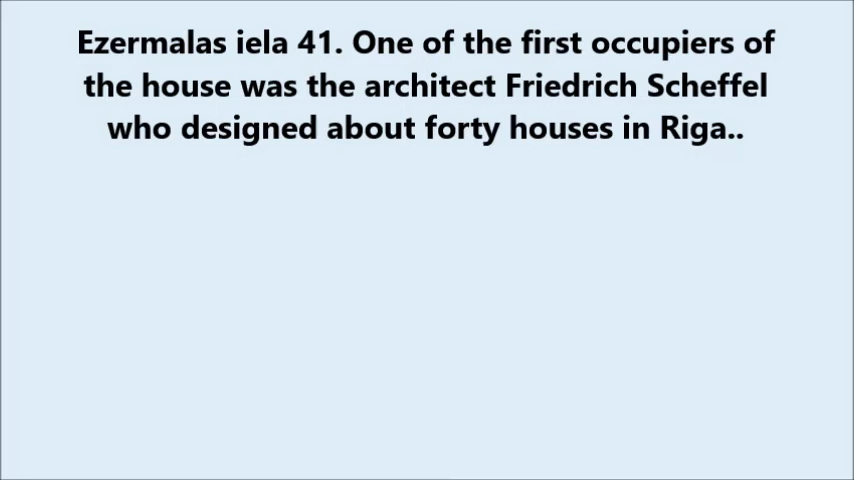 Ezermalas iela 41. One of the first occupiers of
the house was the architect Friedrich Scheffel
who designed about forty houses in Riga..